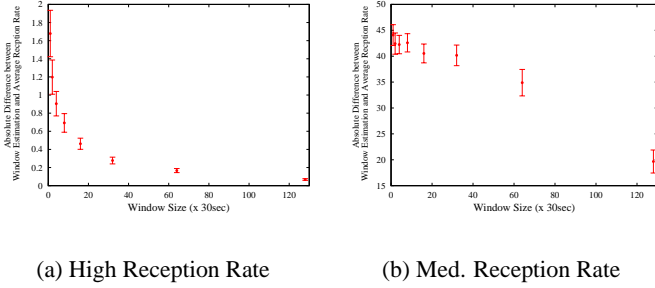 Absolute Difference between
Window Estimation and Average Recption Rate
2
1.8
1.6
1.4
1.2
1
0.8
0.6
0.4
0.2
0
0 20 40 60 80 100 120
Window Size (x 30sec)
(a) High Reception Rate
Absolute Difference between
Window Estimation and Average Recption Rate
50
45
40
35
30
25
20
15
0 20 40 60 80 100 120
Window Size (x 30sec)
(b) Med. Reception Rate